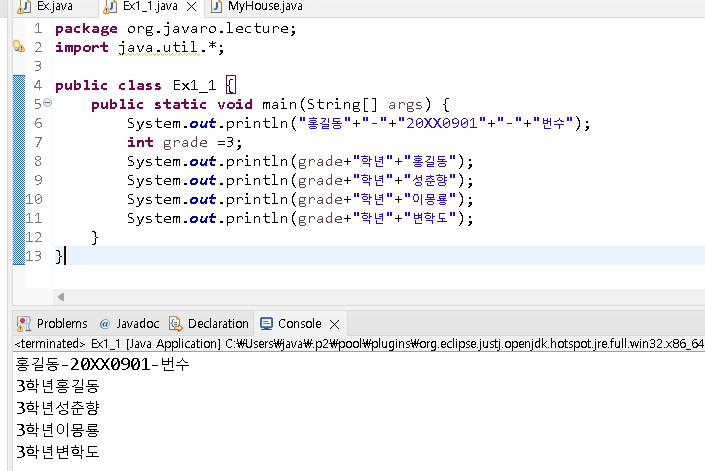 Ex.java Ex1_1.java MyHouse.java
1 package org.javaro.lecture;
2 import java.util.*;
3
4 public class Ex1_1 {
5 public static void main(String[] args) {
6 System.out.println("홍길동"+"-"+"20XX0901"+"-"+"번수");
7 int grade =3;
8 System.out.println(grade+"학년"+"홍길동");
9 System.out.println(grade+"학년"+"성춘향");
10 System.out.println(grade+"학년"+"이몽룡");
11 System.out.println(grade+"학년"+"변학도");
12 }
13 }
Problems @ Javadoc Declaration Console
<terminated> Ex1_1 [Java Application] C:₩Users₩java₩.p2₩pool₩plugins₩org.eclipse.justj.openjdk.hotspot.jre.full.win32.x86_64
홍길동-20XX0901-번수
3학년홍길동
3학년성춘향
3학년이몽룡
3학년변학도